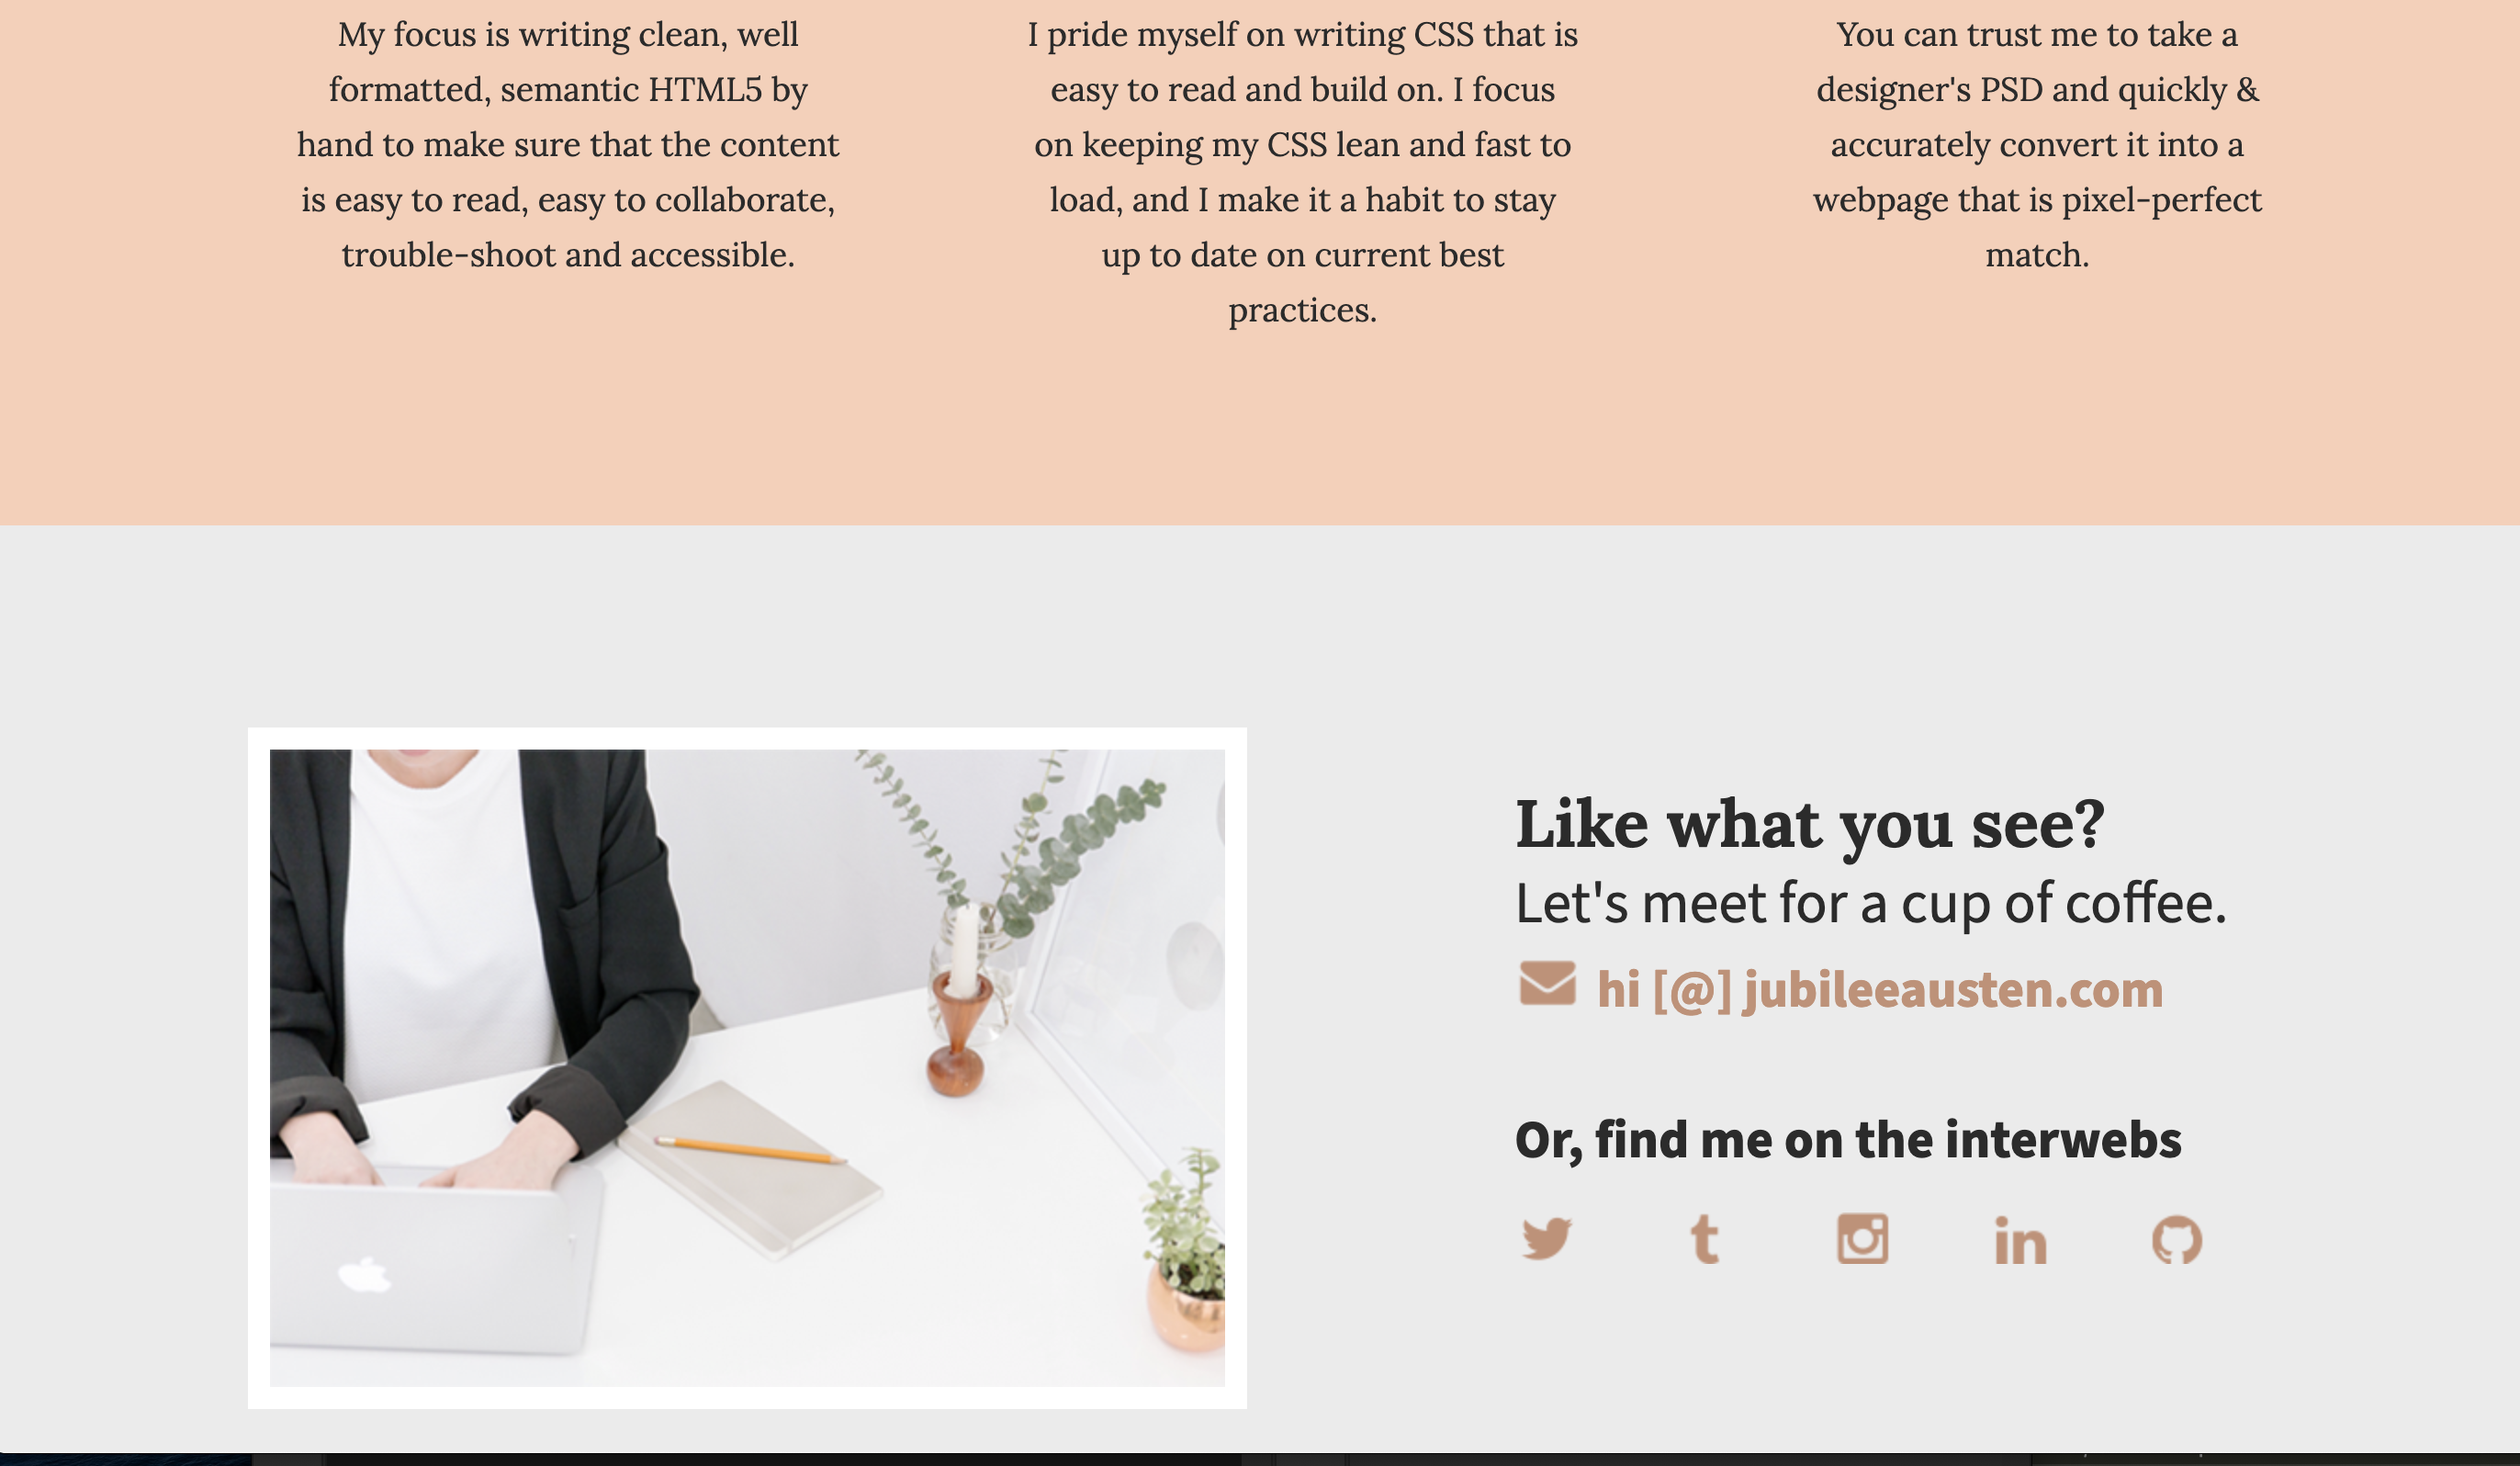 My focus is writing clean, well
formatted, semantic HTML5 by
hand to make sure that the content
is easy to read, easy to collaborate,
trouble-shoot and accessible.
I pride myself on writing CSS that is
easy to read and build on. I focus
on keeping my CSS lean and fast to
load, and I make it a habit to stay
up to date on current best
practices.
You can trust me to take a
designer's PSD and quickly &
accurately convert it into a
webpage that is pixel-perfect
match.
Like what you see?
Let's meet for a cup of coffee.
hi [@] jubileeausten.com
Or, find me on the interwebs